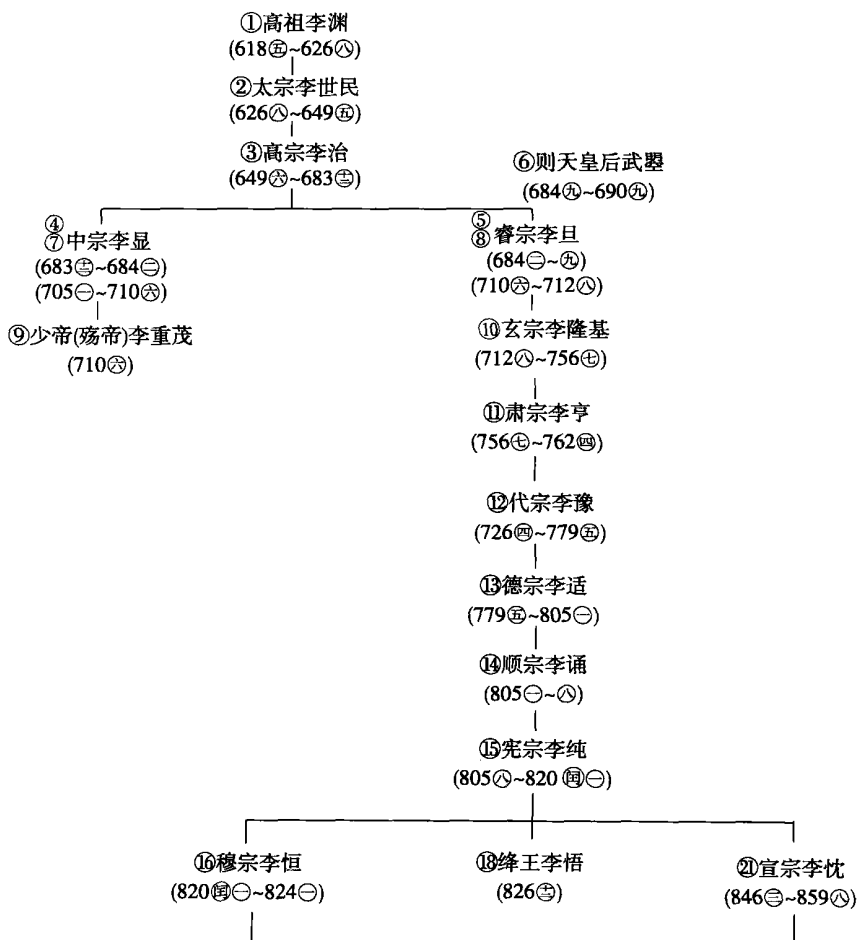 ①高祖李渊
(618㊄~626㊇)
②太宗李世民
(626㊇~649㊄)
③高宗李治
(649㊅~683㊉㊁)
⑥则天皇后武曌
(684㊈~690㊈)
④
⑦中宗李显
(683㊉㊁~684㊁)
(705㊀~710㊅)
⑤
⑧睿宗李旦
(684㊁~㊈)
(710㊅~712㊇)
⑨少帝(殇帝)李重茂
(710㊅)
⑩玄宗李隆基
(712㊇~756㊆)
⑪肃宗李亨
(756㊆~762㊃)
⑫代宗李豫
(726㊃~779㊄)
⑬德宗李适
(779㊄~805㊀)
⑭顺宗李诵
(805㊀~㊇)
⑮宪宗李纯
(805㊇~820闰㊀)
⑯穆宗李恒
(820闰㊀~824㊀)
⑱绛王李悟
(826㊉㊁)
㉑宣宗李忱
(846㊂~859㊇)